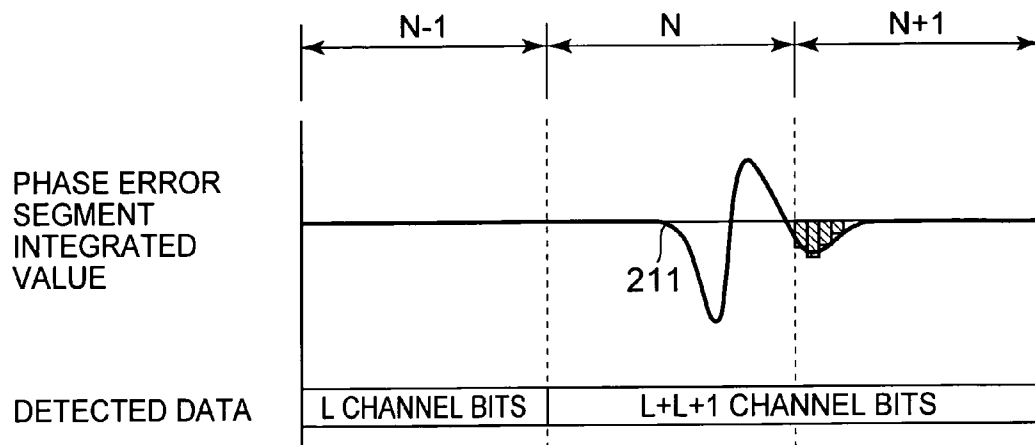 N-1 N N+1
PHASE ERROR
SEGMENT
INTEGRATED
VALUE
211
DETECTED DATA L CHANNEL BITS L+L+1 CHANNEL BITS